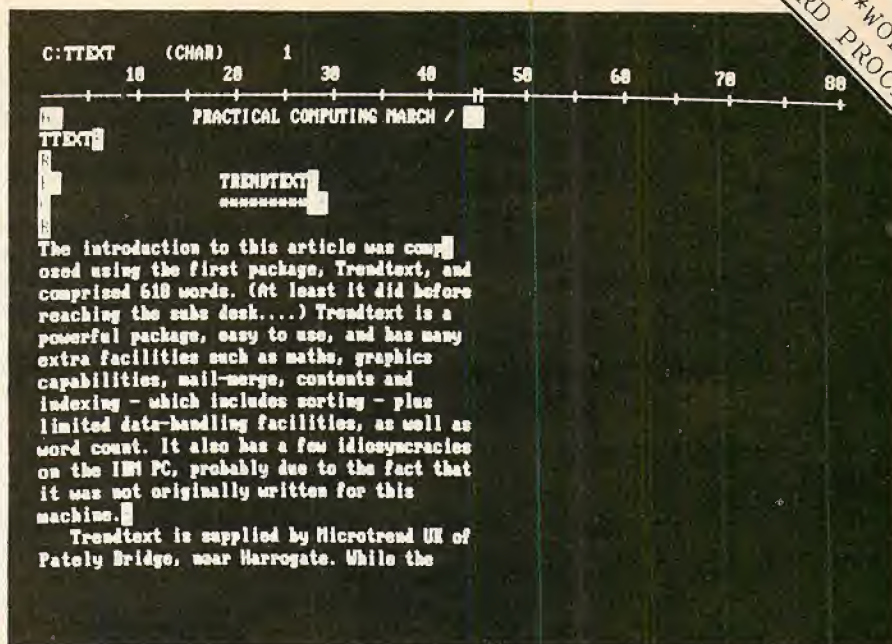 *WO
RD PROC
C:TTEXT (CHAR) 1
10 20 30 40 50 60 70 80
PRACTICAL COMPUTING MARCH /
TTEXT
R
TRENDTEXT
*********
R
The introduction to this article was comp
osed using the first package, Trendtext, and
comprised 610 words. (At least it did before
reaching the subs desk....) Trendtext is a
powerful package, easy to use, and has many
extra facilities such as maths, graphics
capabilities, mail-merge, contents and
indexing - which includes sorting - plus
limited data-handling facilities, as well as
word count. It also has a few idiosyncracies
on the IBM PC, probably due to the fact that
it was not originally written for this
machine.
Trendtext is supplied by Microtrend UK of
Pately Bridge, near Harrogate. While the